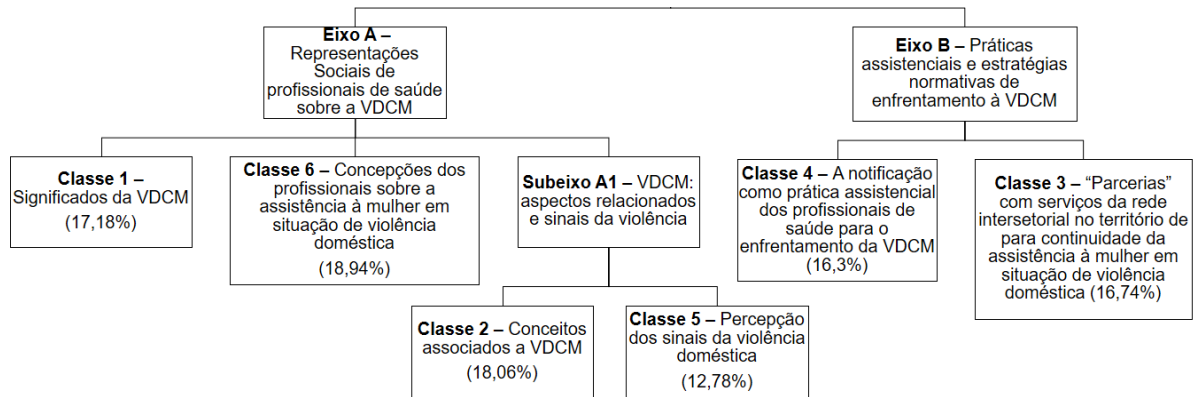 Eixo A –
Representações
Sociais de
profissionais de saúde
sobre a VDCM
Eixo B – Práticas
assistenciais e estratégias
normativas de
enfrentamento à VDCM
Classe 1 –
Significados da VDCM
(17,18%)
Classe 6 – Concepções dos
profissionais sobre a
assistência à mulher em
situação de violência
doméstica
(18,94%)
Subeixo A1 – VDCM:
aspectos relacionados
e sinais da violência
Classe 4 – A notificação
como prática assistencial
dos profissionais de
saúde para o
enfrentamento da VDCM
(16,3%)
Classe 3 – “Parcerias”
com serviços da rede
intersetorial no território de
para continuidade da
assistência à mulher em
situação de violência
doméstica (16,74%)
Classe 2 – Conceitos
associados a VDCM
(18,06%)
Classe 5 – Percepção
dos sinais da violência
doméstica
(12,78%)